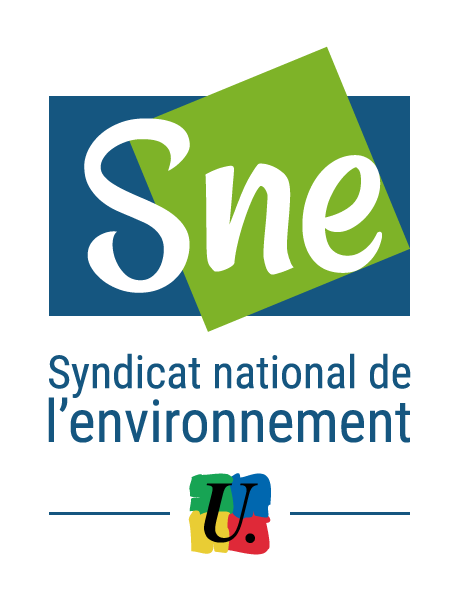 Sne
Syndicat national de
l’environnement
U.